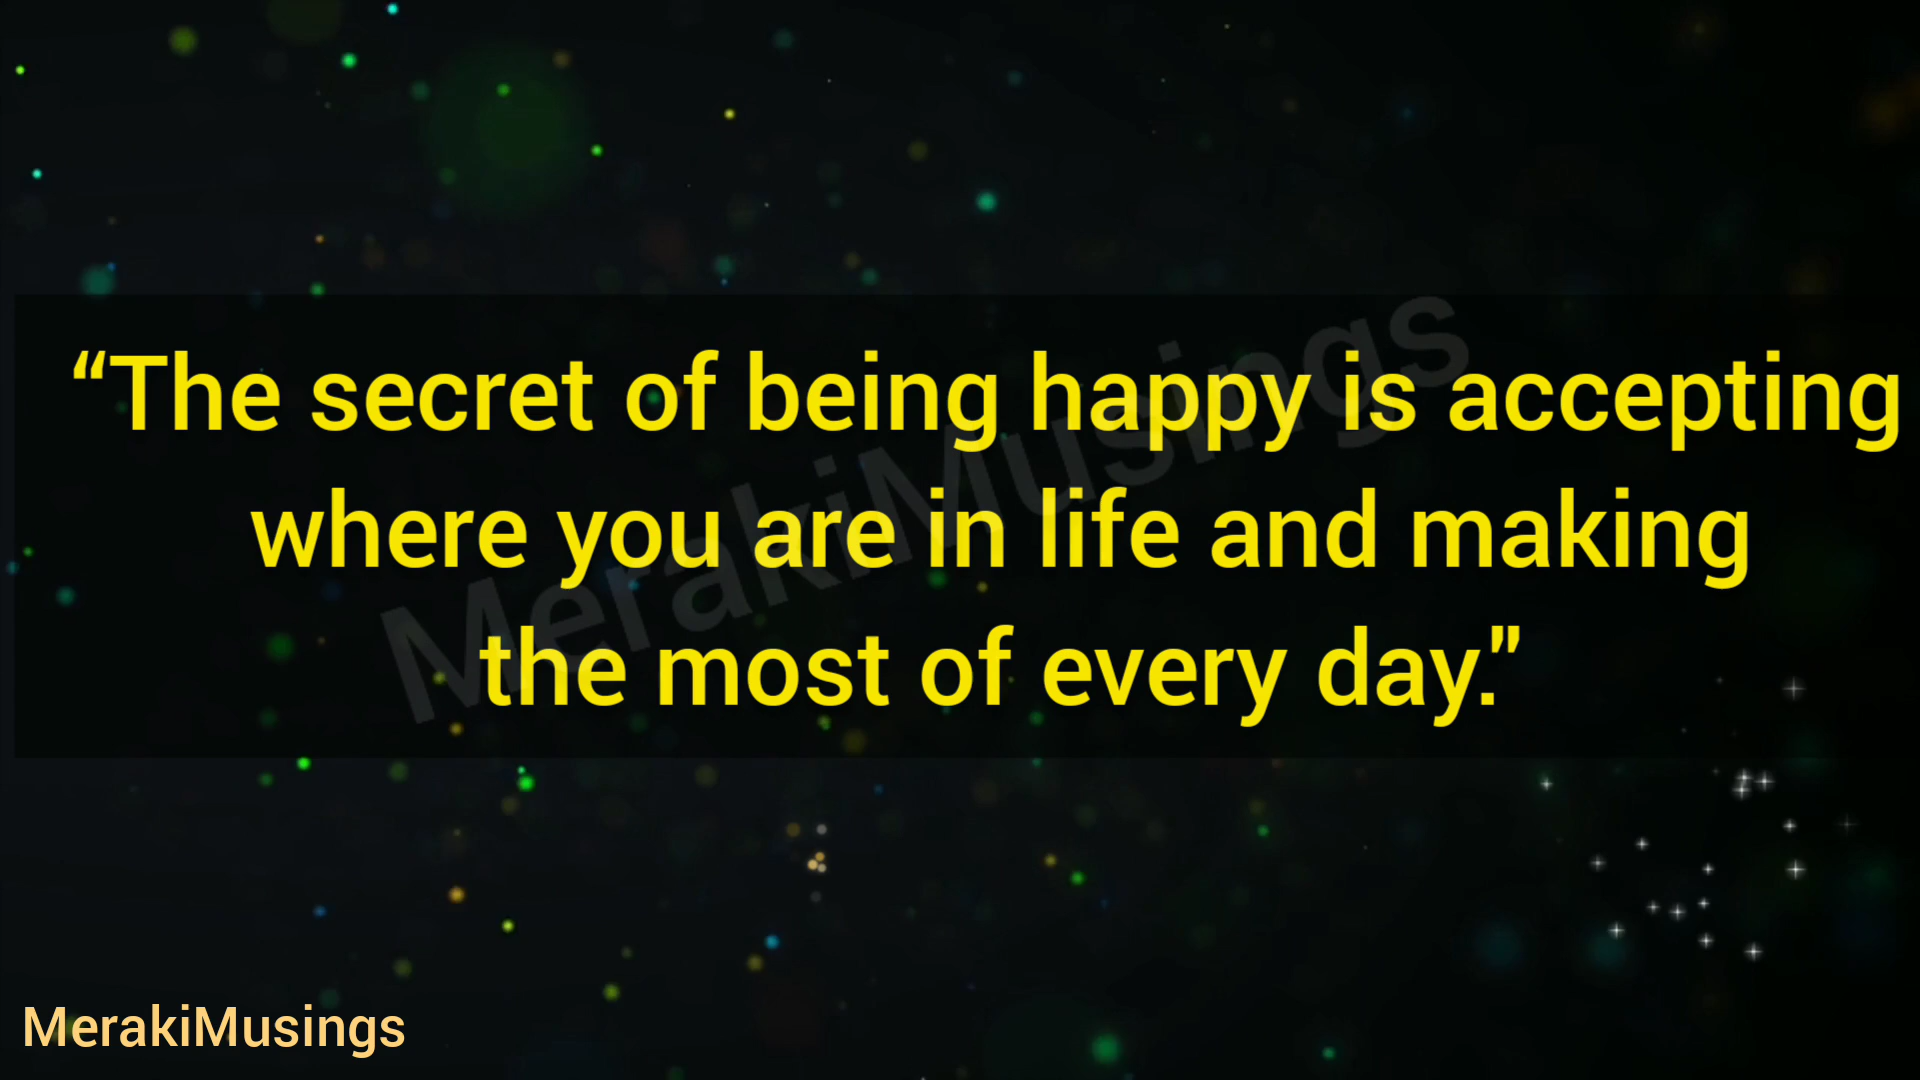 “The secret of being happy is accepting
where you are in life and making
the most of every day.”
MerakiMusings
MerakiMusings